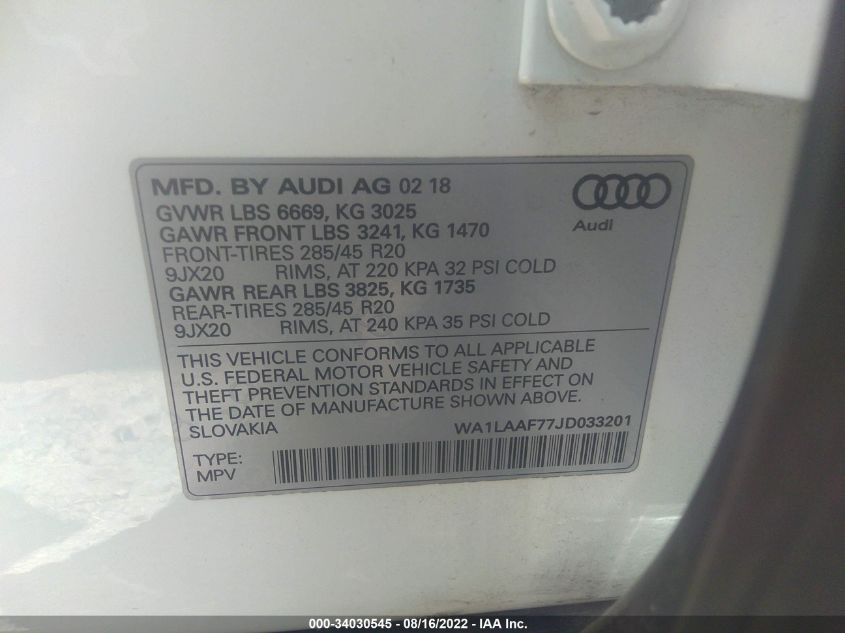 MFD. BY AUDI AG 02 18
GVWR LBS 6669, KG 3025
GAWR FRONT LBS 3241, KG 1470
FRONT-TIRES 285/45 R20
9JX20 RIMS, AT 220 KPA 32 PSI COLD
GAWR REAR LBS 3825, KG 1735
REAR-TIRES 285/45 R20
9JX20 RIMS, AT 240 KPA 35 PSI COLD
Audi
THIS VEHICLE CONFORMS TO ALL APPLICABLE
U.S. FEDERAL MOTOR VEHICLE SAFETY AND
THEFT PREVENTION STANDARDS IN EFFECT ON
THE DATE OF MANUFACTURE SHOWN ABOVE.
SLOVAKIA WA1LAAF77JD033201
TYPE:
MPV
000-34030545 - 08/16/2022 - IAA Inc.